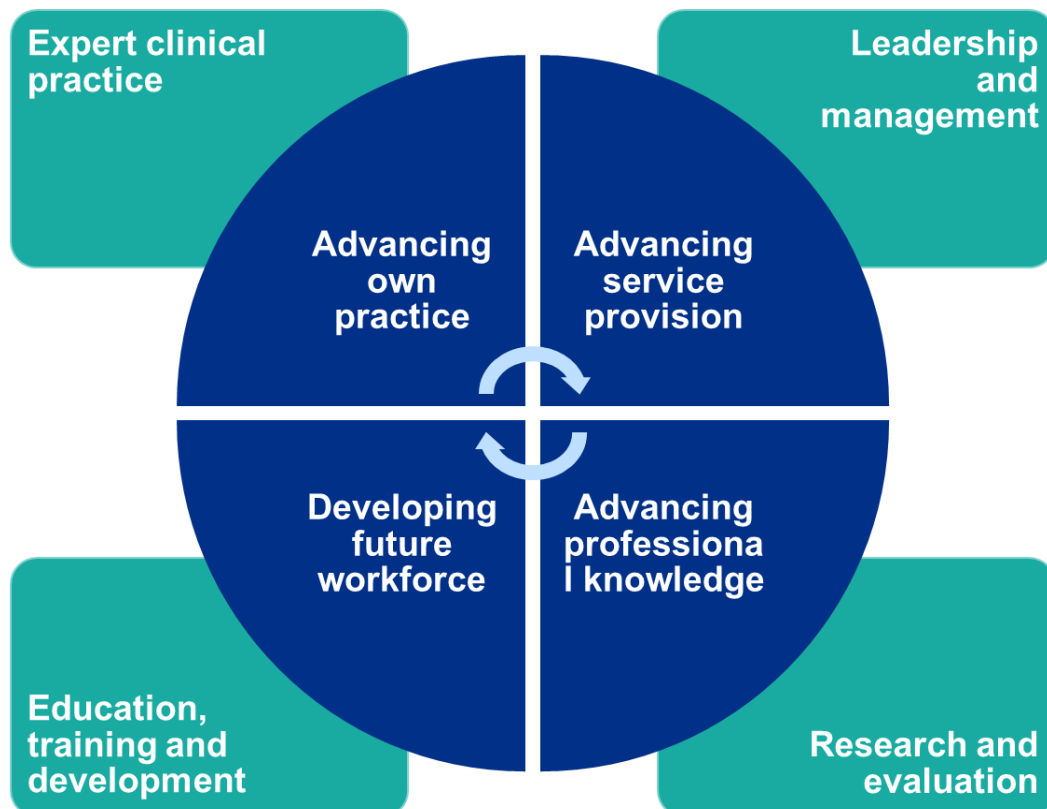 Expert clinical
practice
Leadership
and
management
Advancing
own
practice
Advancing
service
provision
Developing
future
workforce
Advancing
professiona
l knowledge
Education,
training and
development
Research and
evaluation